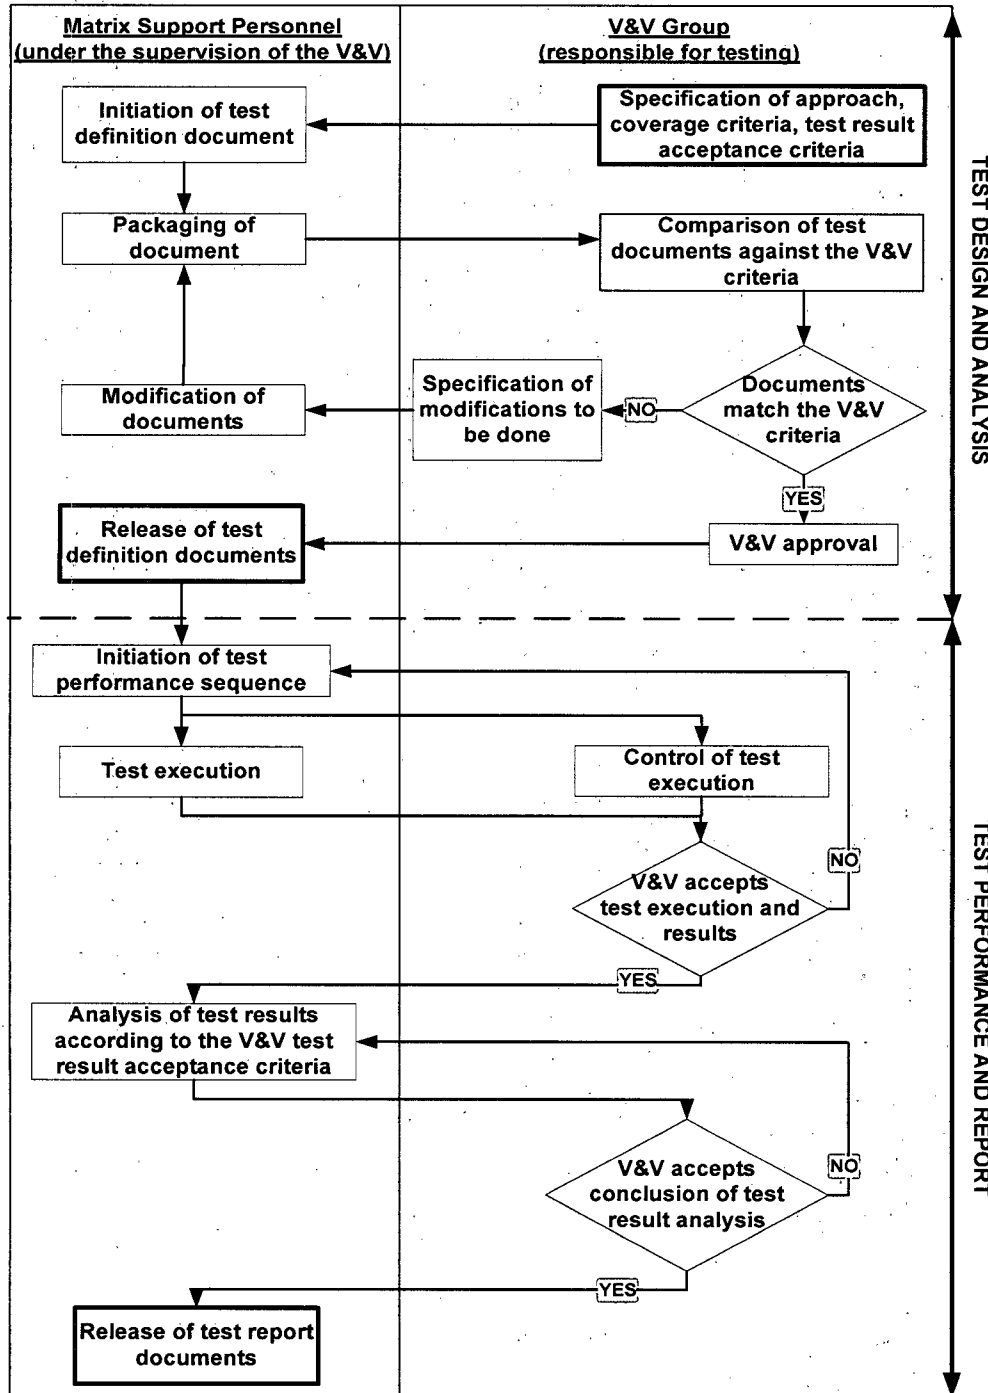 Matrix Support Personnel
(under the supervision of the V&V)
V&V Group
(responsible for testing)
Initiation of test
definition document
Specification of approach,
coverage criteria, test result
acceptance criteria
Packaging of
document
Comparison of test
documents against the V&V
criteria
Modification of
documents
Specification of
modifications to
be done
NO
Documents
match the V&V
criteria
YES
Release of test
definition documents
V&V approval
TEST DESIGN AND ANALYSIS
Initiation of test
performance sequence
Test execution
Control of test
execution
NO
V&V accepts
test execution and
results
YES
Analysis of test results
according to the V&V test
result acceptance criteria
V&V accepts
conclusion of test
result analysis
NO
YES
Release of test report
documents
TEST PERFORMANCE AND REPORT